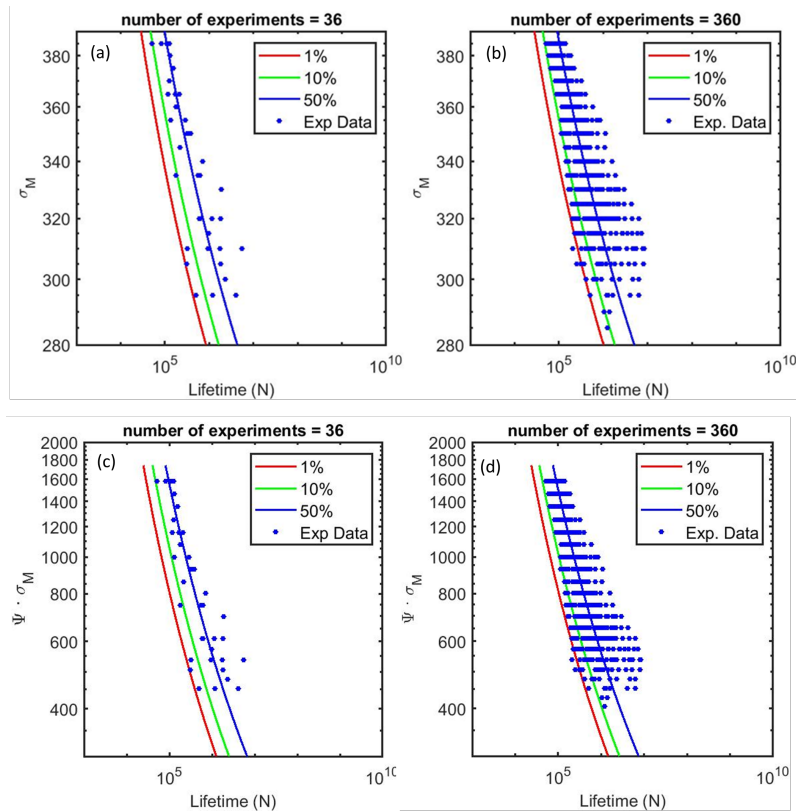 number of experiments = 36
(a)
1%
10%
50%
Exp Data
380
360
340
320
300
280
σ_M
10^5
10^10
Lifetime (N)
number of experiments = 360
(b)
1%
10%
50%
Exp. Data
380
360
340
320
300
280
σ_M
10^5
10^10
Lifetime (N)
number of experiments = 36
(c)
1%
10%
50%
Exp Data
2000
1800
1600
1400
1200
1000
800
600
400
Ψ · σ_M
10^5
10^10
Lifetime (N)
number of experiments = 360
(d)
1%
10%
50%
Exp. Data
2000
1800
1600
1400
1200
1000
800
600
400
Ψ · σ_M
10^5
10^10
Lifetime (N)